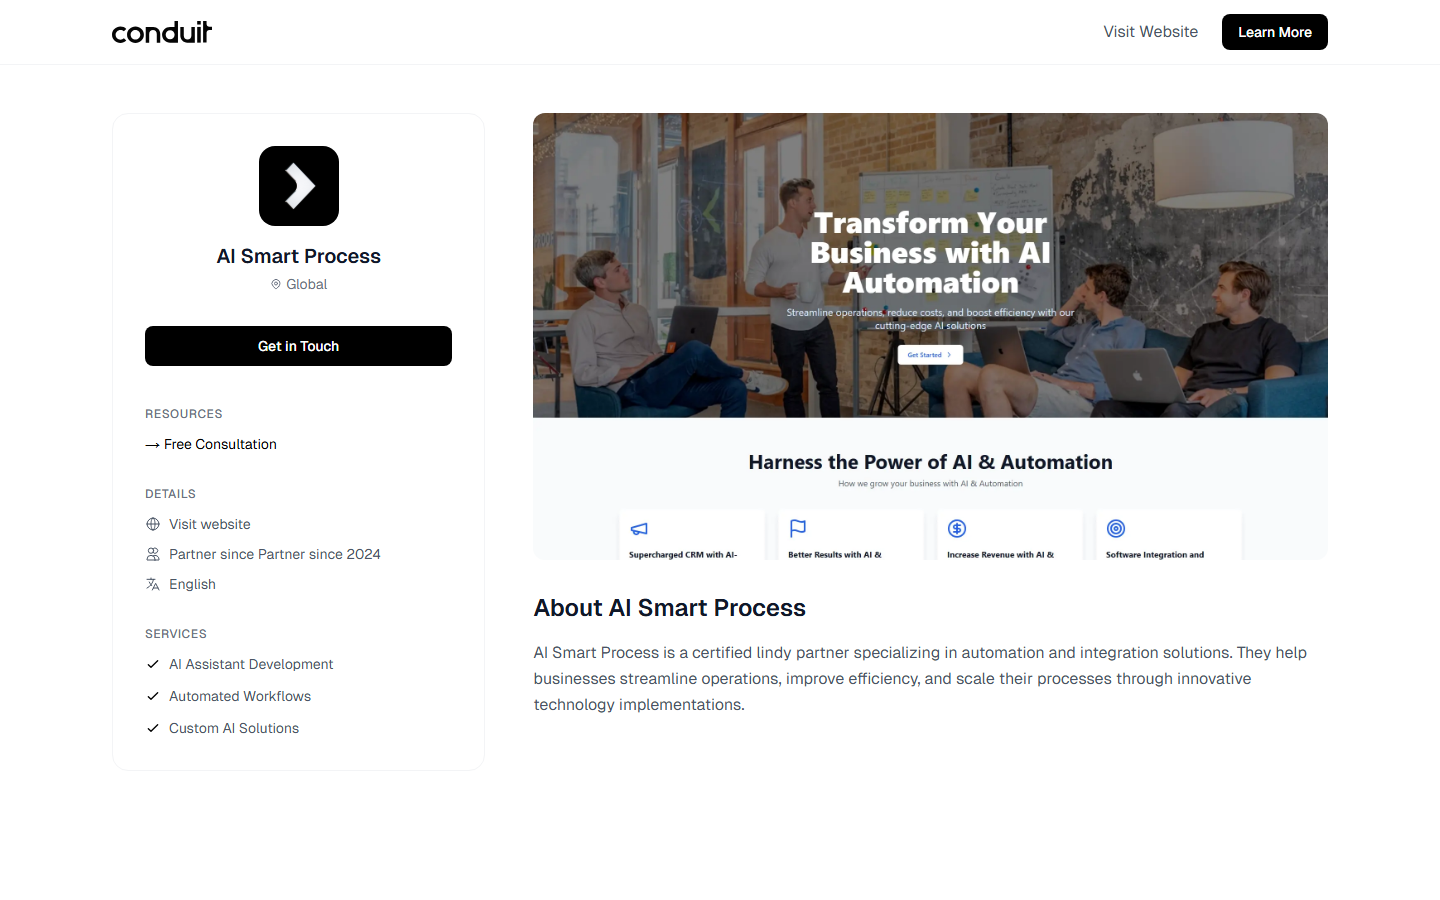 conduit
Visit Website
Learn More
AI Smart Process
Global
Get in Touch
RESOURCES
→ Free Consultation
DETAILS
Visit website
Partner since Partner since 2024
English
SERVICES
AI Assistant Development
Automated Workflows
Custom AI Solutions
Transform Your
Business with AI
Automation
Streamline operations, reduce costs, and boost efficiency with our
cutting-edge AI solutions
Get Started
Harness the Power of AI & Automation
How we grow your business with AI & Automation
Supercharged CRM with AI-
Better Results with AI &
Increase Revenue with AI &
Software Integration and
About AI Smart Process
AI Smart Process is a certified lindy partner specializing in automation and integration solutions. They help
businesses streamline operations, improve efficiency, and scale their processes through innovative
technology implementations.